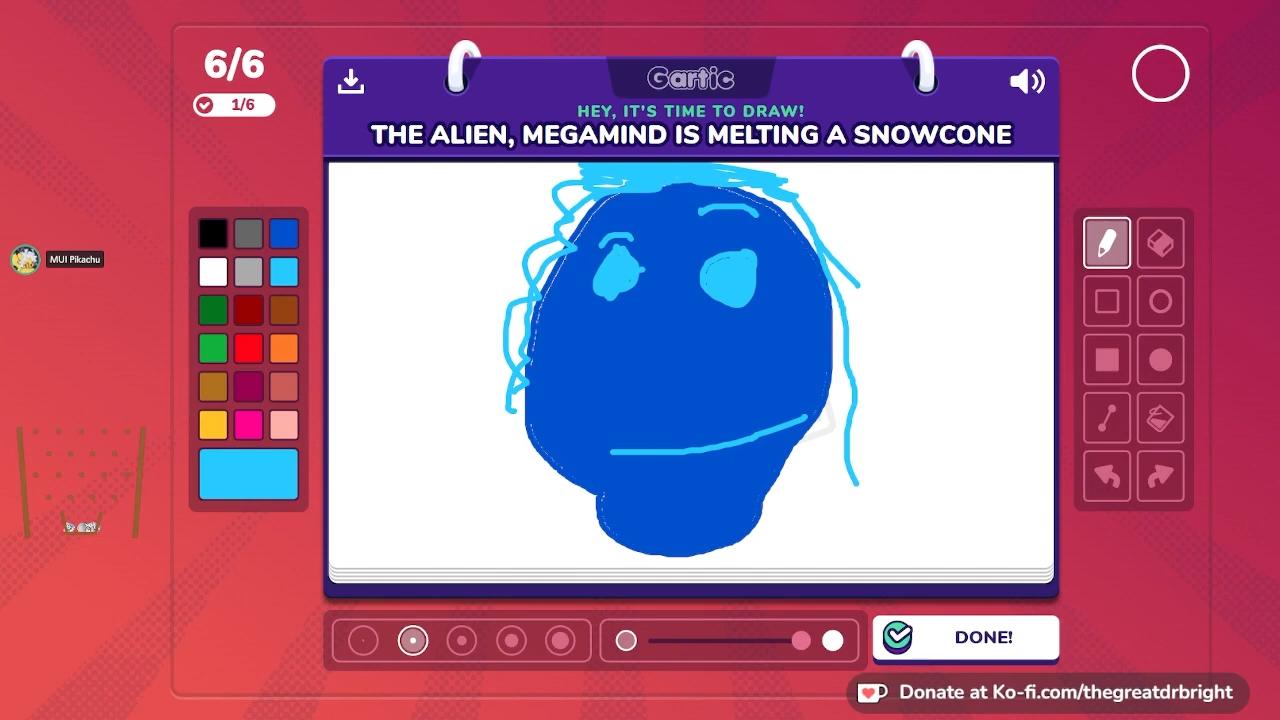 6/6
1/6
Gartic
HEY, IT'S TIME TO DRAW!
THE ALIEN, MEGAMIND IS MELTING A SNOWCONE
MUI Pikachu
DONE!
Donate at Ko-fi.com/thegreatdrbright